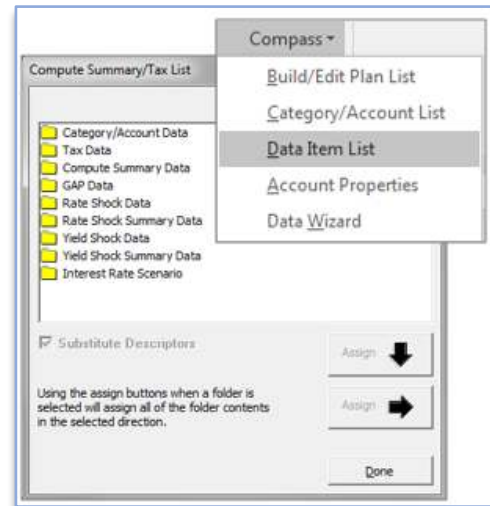 Compass
Build/Edit Plan List
Category/Account List
Data Item List
Account Properties
Data Wizard
Compute Summary/Tax List
Category/Account Data
Tax Data
Compute Summary Data
GAP Data
Rate Shock Data
Rate Shock Summary Data
Yield Shock Data
Yield Shock Summary Data
Interest Rate Scenario
Substitute Descriptors
Assign
Using the assign buttons when a folder is
selected will assign all of the folder contents
in the selected direction.
Assign
Done